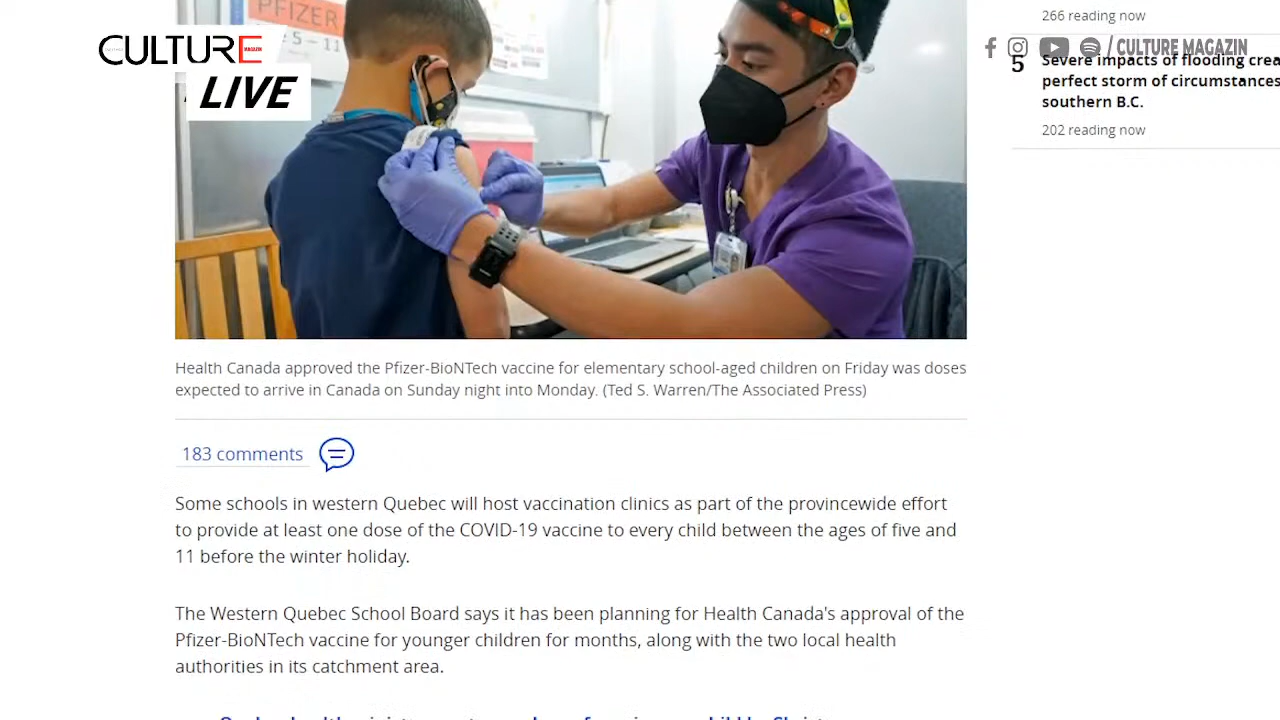 PFIZER
5-11
CULTURE
MAGAZIN
LIVE
266 reading now
/ CULTURE MAGAZIN
5
Severe impacts of flooding crea
perfect storm of circumstances
southern B.C.
202 reading now
Health Canada approved the Pfizer-BioNTech vaccine for elementary school-aged children on Friday was doses
expected to arrive in Canada on Sunday night into Monday. (Ted S. Warren/The Associated Press)
183 comments
Some schools in western Quebec will host vaccination clinics as part of the provincewide effort
to provide at least one dose of the COVID-19 vaccine to every child between the ages of five and
11 before the winter holiday.
The Western Quebec School Board says it has been planning for Health Canada's approval of the
Pfizer-BioNTech vaccine for younger children for months, along with the two local health
authorities in its catchment area.